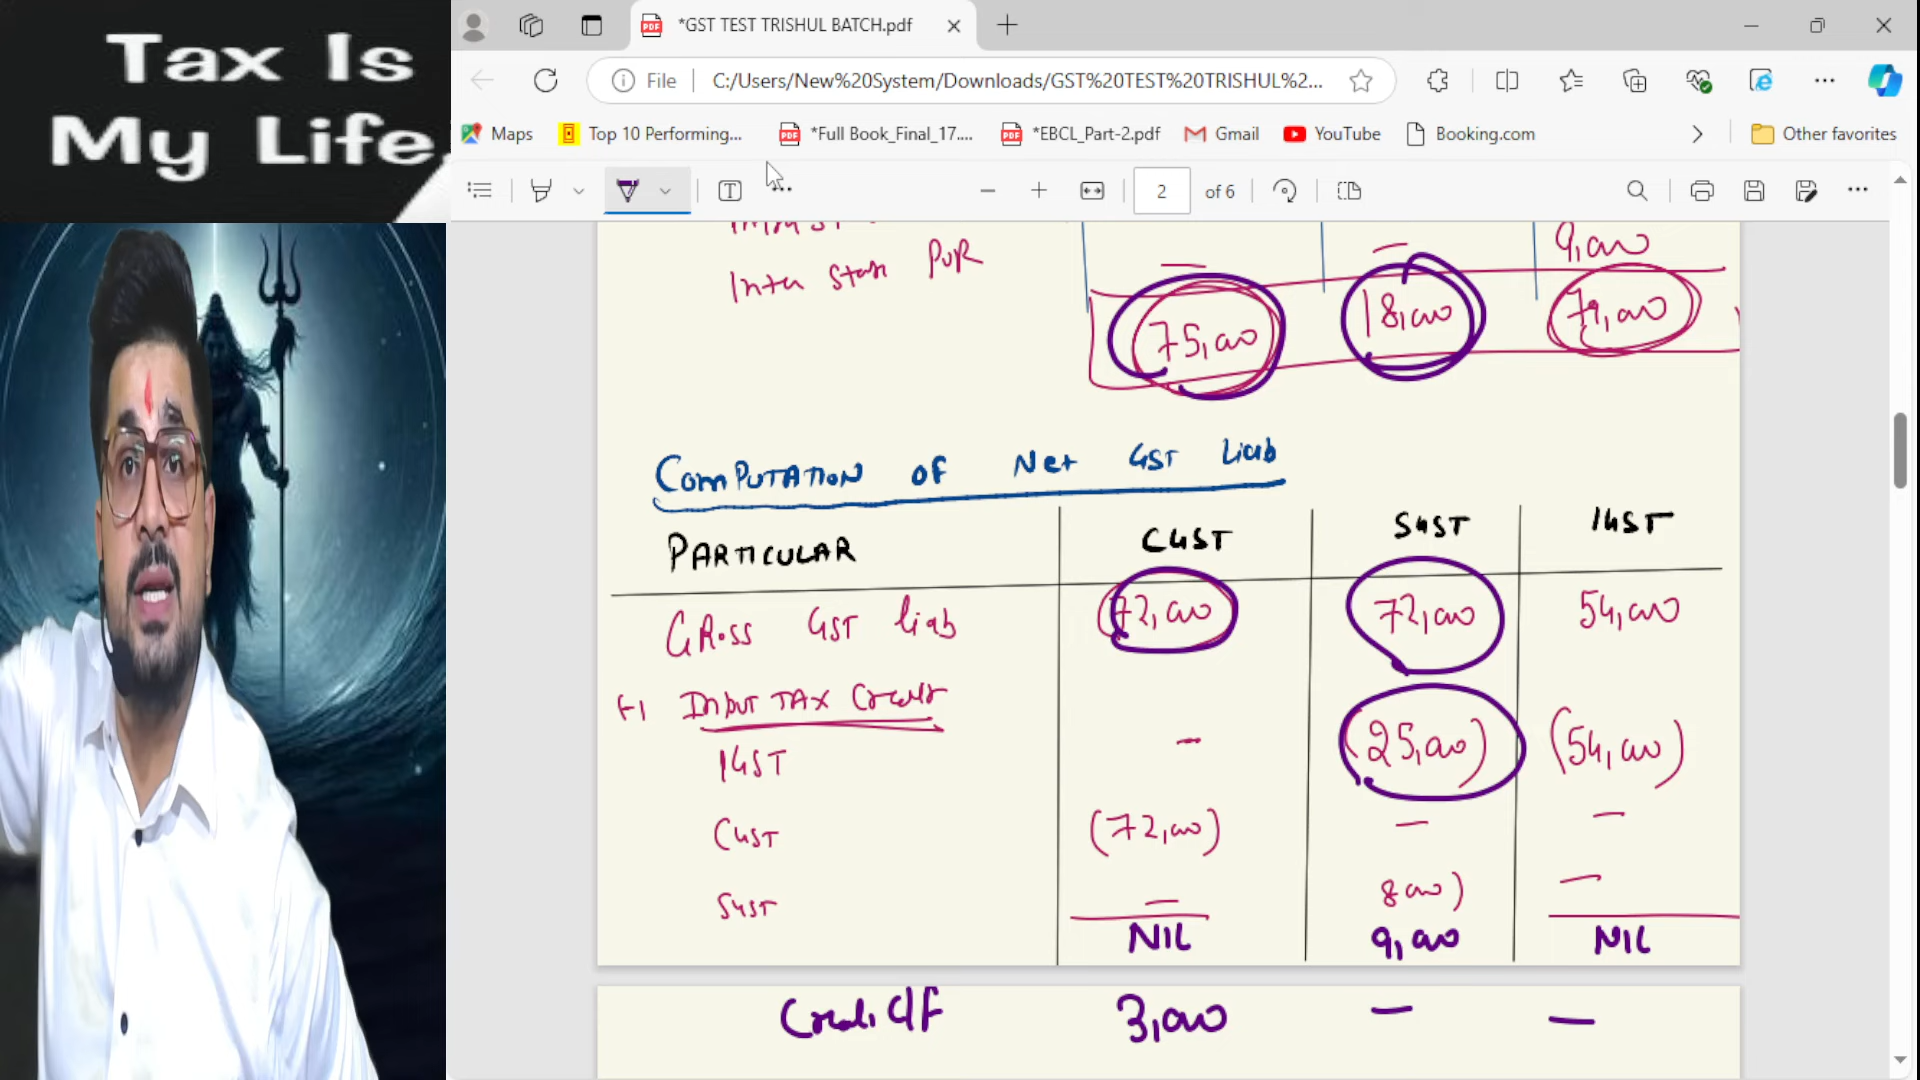 Tax Is
My Life.
*GST TEST TRISHUL BATCH.pdf
File
C:/Users/New%20System/Downloads/GST%20TEST%20TRISHUL%2...
Maps
Top 10 Performing...
*Full Book_Final_17....
*EBCL_Part-2.pdf
Gmail
YouTube
Booking.com
Other favorites
2 of 6
Inter State PUR
9,000
75,000 18,000 79,000
COMPUTATION OF Net GST Liab
PARTICULAR CGST SGST IGST
GROSS GST liab 72,000 72,000 54,000
(-) INPUT TAX Credit
IGST - (25,000) (54,000)
CGST (72,000) - -
SGST - 8000) -
NIL 9,000 NIL
Credit C/F 3,000 - -